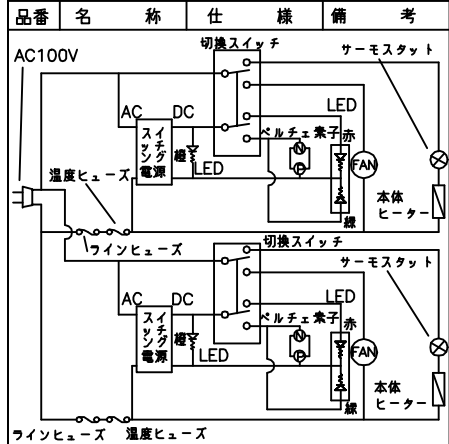 品番 名 称 仕 様 備 考
切換スイッチ
サーモスタット
AC100V
LED
AC DC
スイッチング電源
橙
LED
ペルチェ素子
赤
N
P
FAN
緑
本体
ヒーター
温度ヒューズ
ラインヒューズ
切換スイッチ
サーモスタット
LED
AC DC
スイッチング電源
橙
LED
ペルチェ素子
赤
N
P
FAN
緑
本体
ヒーター
ラインヒューズ 温度ヒューズ